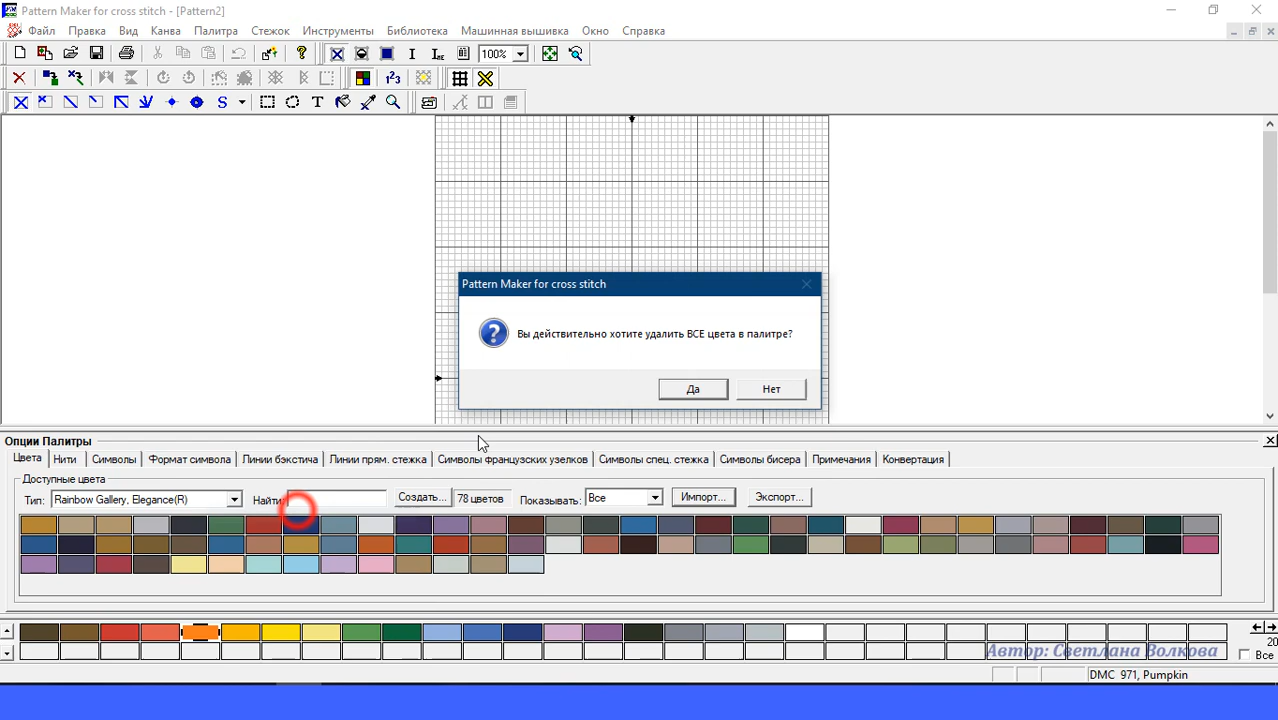 Pattern Maker for cross stitch - [Pattern2]
Файл Правка Вид Канва Палитра Стежок Инструменты Библиотека Машинная вышивка Окно Справка
100%
Pattern Maker for cross stitch
Вы действительно хотите удалить ВСЕ цвета в палитре?
Да Нет
Опции Палитры
Цвета Нити Символы Формат символа Линии бэкстича Линии прям. стежка Символы французских узелков Символы спец. стежка Символы бисера Примечания Конвертация
Доступные цвета
Тип: Rainbow Gallery, Elegance(R) Найти: Создать... 78 цветов Показывать: Все Импорт... Экспорт...
20
Автор: Светлана Волкова Все
DMC 971, Pumpkin